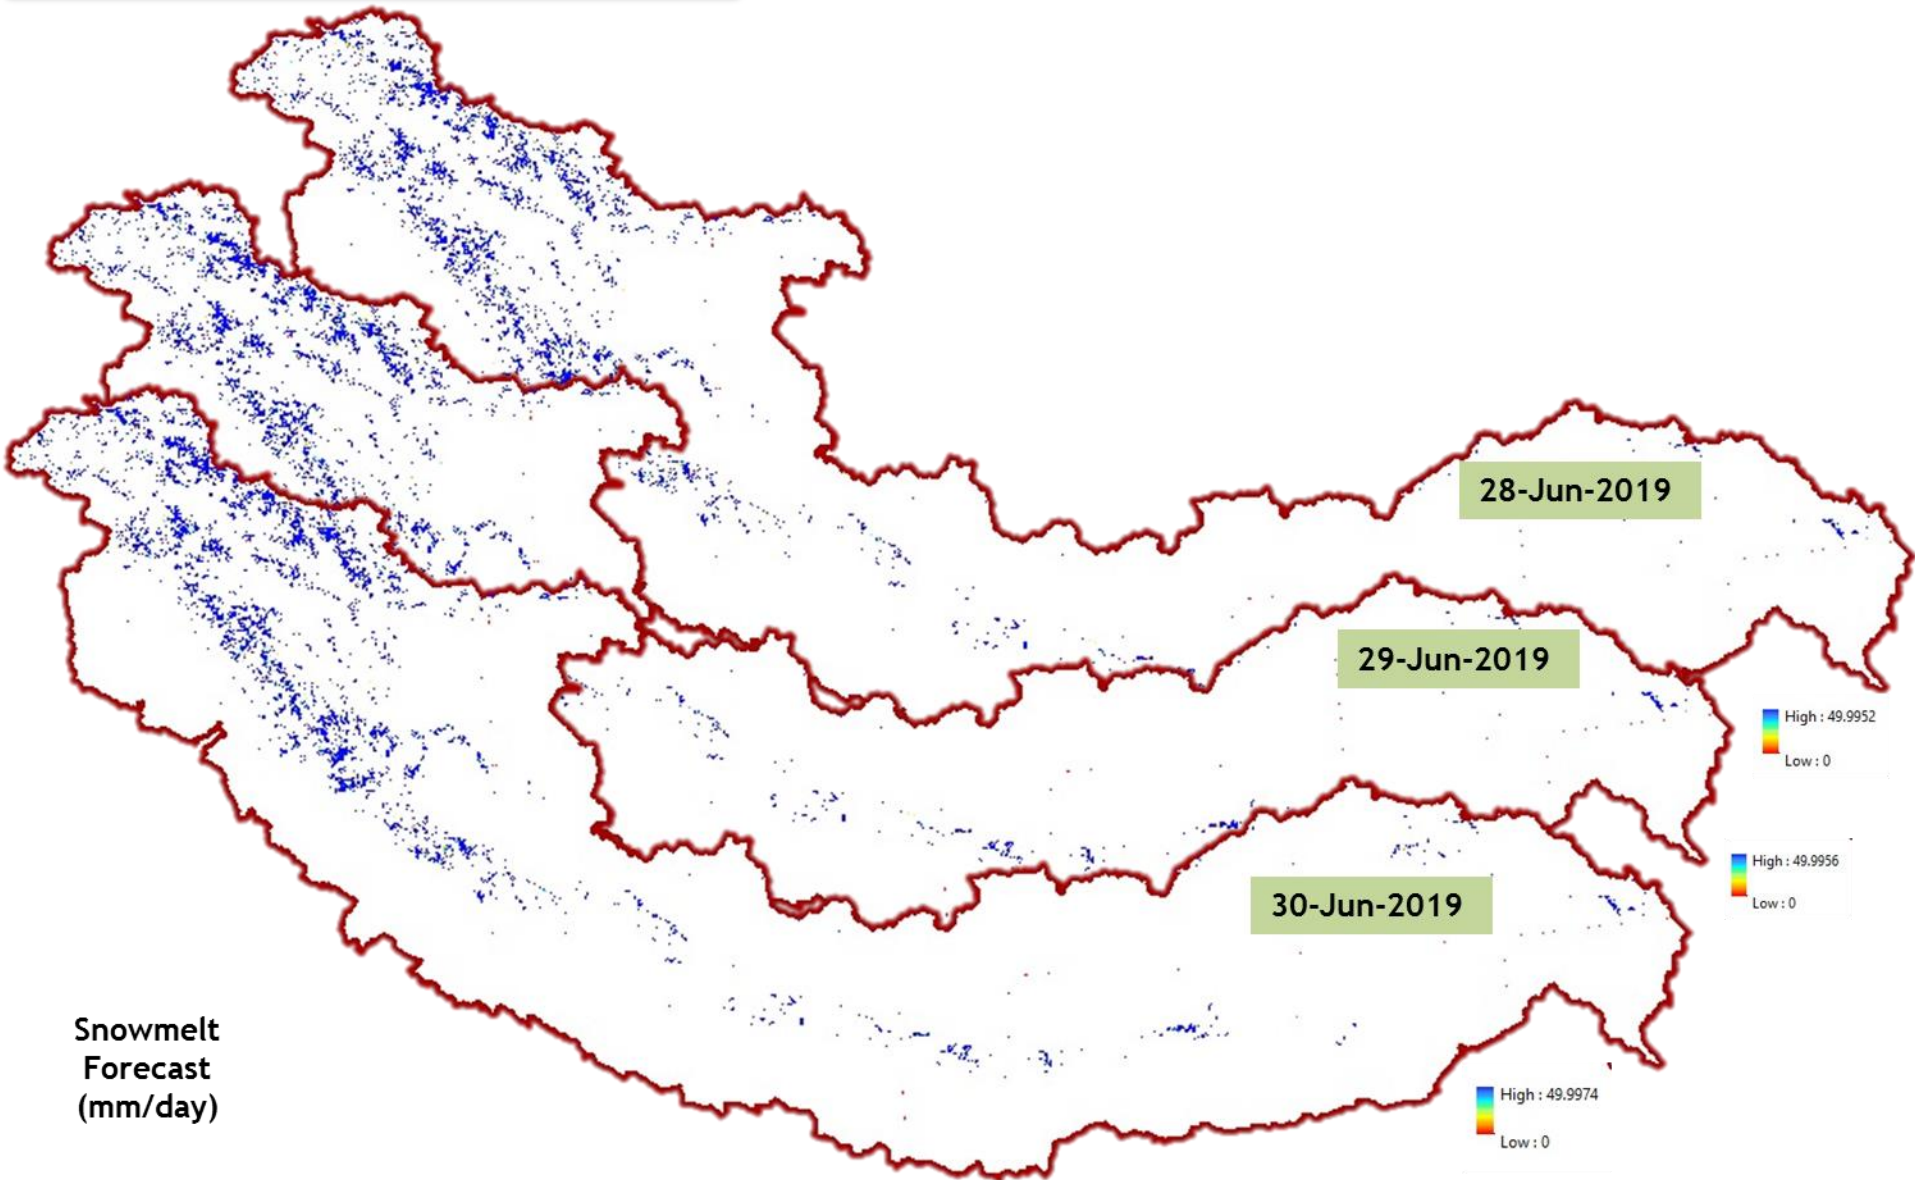 28-Jun-2019
29-Jun-2019
High : 49.9952
Low : 0
High : 49.9956
Low : 0
30-Jun-2019
Snowmelt
Forecast
(mm/day)
High : 49.9974
Low : 0